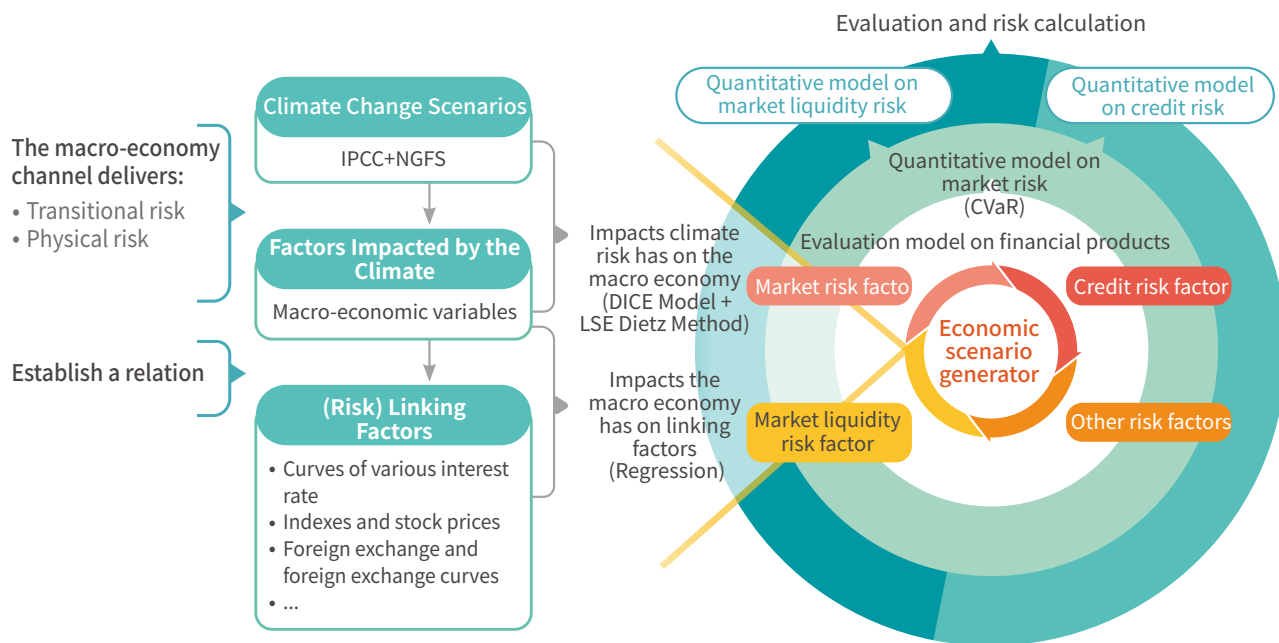 The macro-economy
channel delivers:
• Transitional risk
• Physical risk
Establish a relation
Climate Change Scenarios
IPCC+NGFS
Factors Impacted by the
Climate
Macro-economic variables
(Risk) Linking
Factors
• Curves of various interest
rate
• Indexes and stock prices
• Foreign exchange and
foreign exchange curves
• ...
Impacts climate
risk has on the
macro economy
(DICE Model +
LSE Dietz Method)
Impacts the
macro economy
has on linking
factors
(Regression)
Evaluation and risk calculation
Quantitative model on
market liquidity risk
Quantitative model
on credit risk
Quantitative model on
market risk
(CVaR)
Evaluation model on financial products
Market risk facto
Credit risk factor
Economic
scenario
generator
Market liquidity
risk factor
Other risk factors